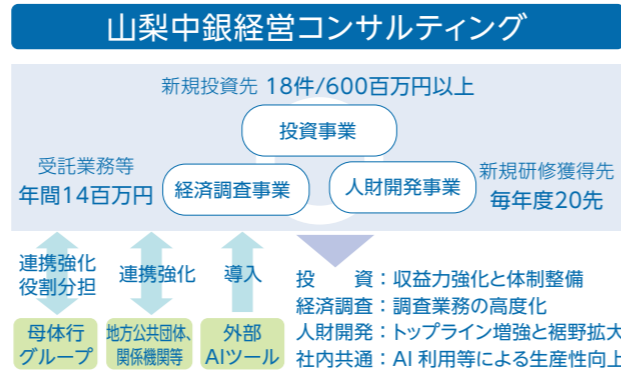 山梨中銀経営コンサルティング
新規投資先 18件/600百万円以上
投資事業
受託業務等
年間14百万円
経済調査事業
人財開発事業
新規研修獲得先
毎年度20先
連携強化
役割分担
連携強化
導入
母体行
グループ
地方公共団体、
関係機関等
外部
AIツール
投　　資：収益力強化と体制整備
経済調査：調査業務の高度化
人財開発：トップライン増強と裾野拡大
社内共通：AI 利用等による生産性向上